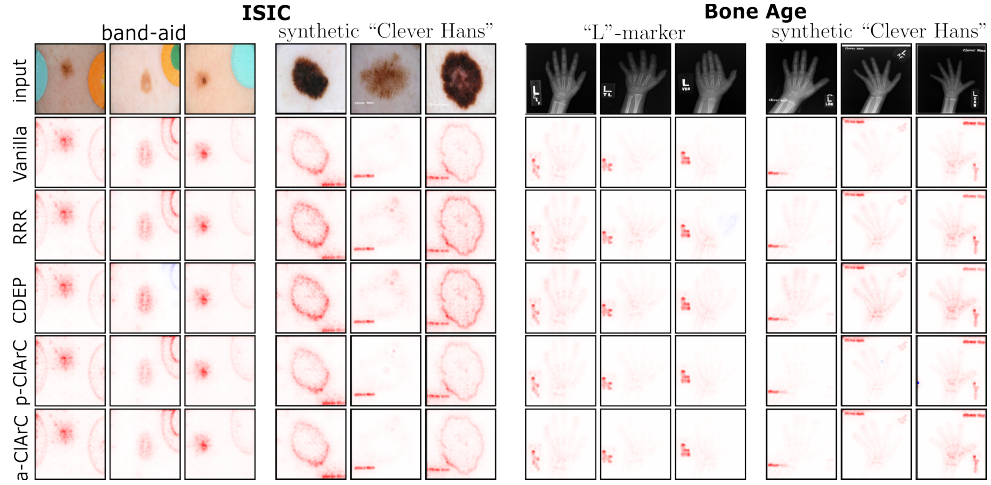 ISIC
Bone Age
band-aid
synthetic “Clever Hans”
“L”-marker
synthetic “Clever Hans”
input
Vanilla
RRR
CDEP
p-ClArC
a-ClArC